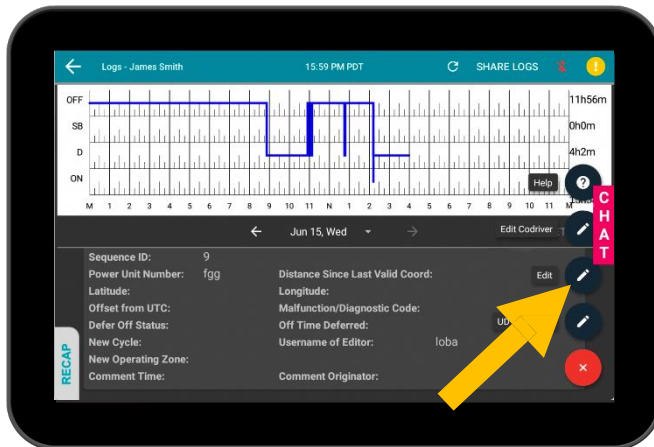 Logs - James Smith 15:59 PM PDT SHARE LOGS
OFF 11h56m
SB 0h0m
D 4h2m
ON
M 1 2 3 4 5 6 7 8 9 10 11 N 1 2 3 4 5 6 7 8 9 10 11 M
Help
CHAT
Jun 15, Wed
Edit Codriver
Sequence ID: 9
Power Unit Number: fgg Distance Since Last Valid Coord:
Edit
Latitude: Longitude:
Offset from UTC: Malfunction/Diagnostic Code:
Defer Off Status: Off Time Deferred:
UD
New Cycle: Username of Editor: loba
New Operating Zone:
Comment Time: Comment Originator:
RECAP